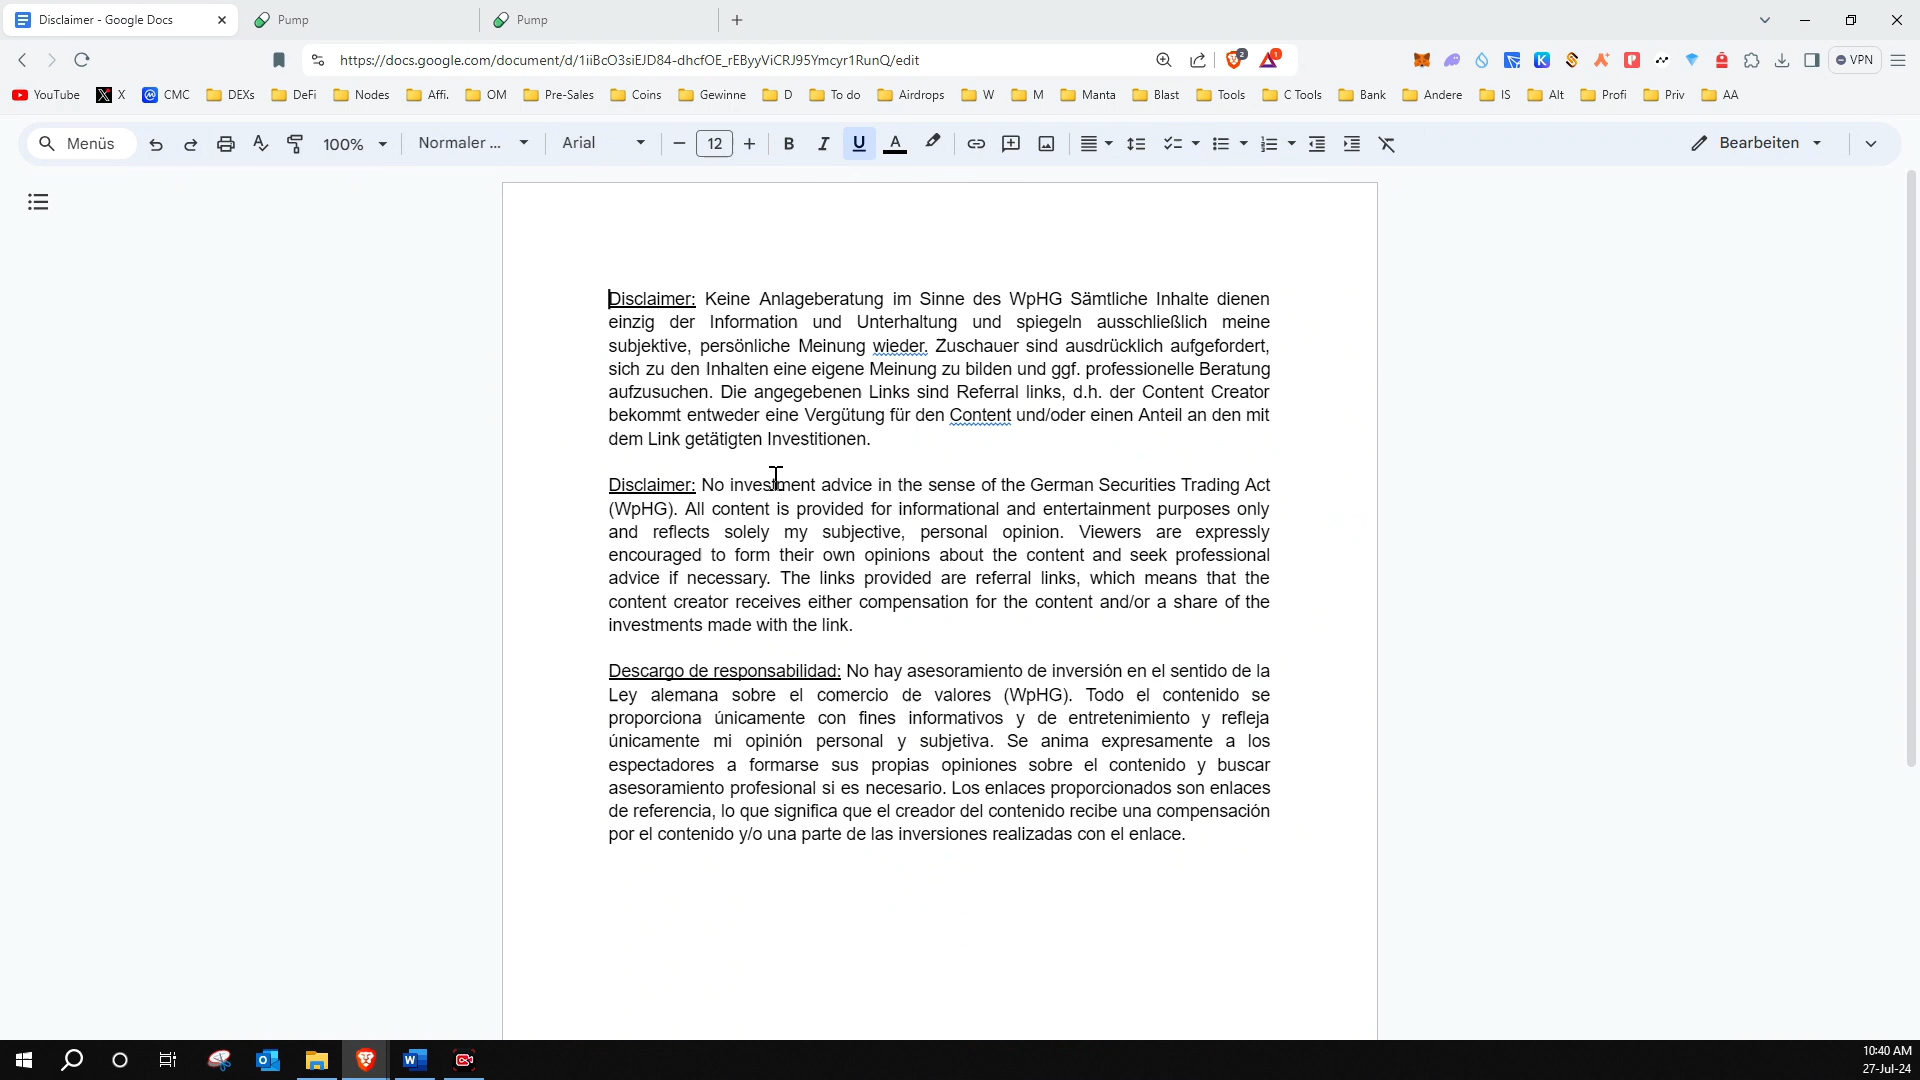 Disclaimer - Google Docs
Pump
Pump
https://docs.google.com/document/d/1iiBcO3siEJD84-dhcfOE_rEByyViCRJ95Ymcyr1RunQ/edit
2
1
VPN
YouTube X CMC DEXs DeFi Nodes Affi. OM Pre-Sales Coins Gewinne D To do Airdrops W M Manta Blast Tools C Tools Bank Andere IS Alt Profi Priv AA
Menüs 100% Normaler ... Arial 12 B I U A Bearbeiten
Disclaimer: Keine Anlageberatung im Sinne des WpHG Sämtliche Inhalte dienen
einzig der Information und Unterhaltung und spiegeln ausschließlich meine
subjektive, persönliche Meinung wieder. Zuschauer sind ausdrücklich aufgefordert,
sich zu den Inhalten eine eigene Meinung zu bilden und ggf. professionelle Beratung
aufzusuchen. Die angegebenen Links sind Referral links, d.h. der Content Creator
bekommt entweder eine Vergütung für den Content und/oder einen Anteil an den mit
dem Link getätigten Investitionen.
Disclaimer: No investment advice in the sense of the German Securities Trading Act
(WpHG). All content is provided for informational and entertainment purposes only
and reflects solely my subjective, personal opinion. Viewers are expressly
encouraged to form their own opinions about the content and seek professional
advice if necessary. The links provided are referral links, which means that the
content creator receives either compensation for the content and/or a share of the
investments made with the link.
Descargo de responsabilidad: No hay asesoramiento de inversión en el sentido de la
Ley alemana sobre el comercio de valores (WpHG). Todo el contenido se
proporciona únicamente con fines informativos y de entretenimiento y refleja
únicamente mi opinión personal y subjetiva. Se anima expresamente a los
espectadores a formarse sus propias opiniones sobre el contenido y buscar
asesoramiento profesional si es necesario. Los enlaces proporcionados son enlaces
de referencia, lo que significa que el creador del contenido recibe una compensación
por el contenido y/o una parte de las inversiones realizadas con el enlace.
10:40 AM
27-Jul-24